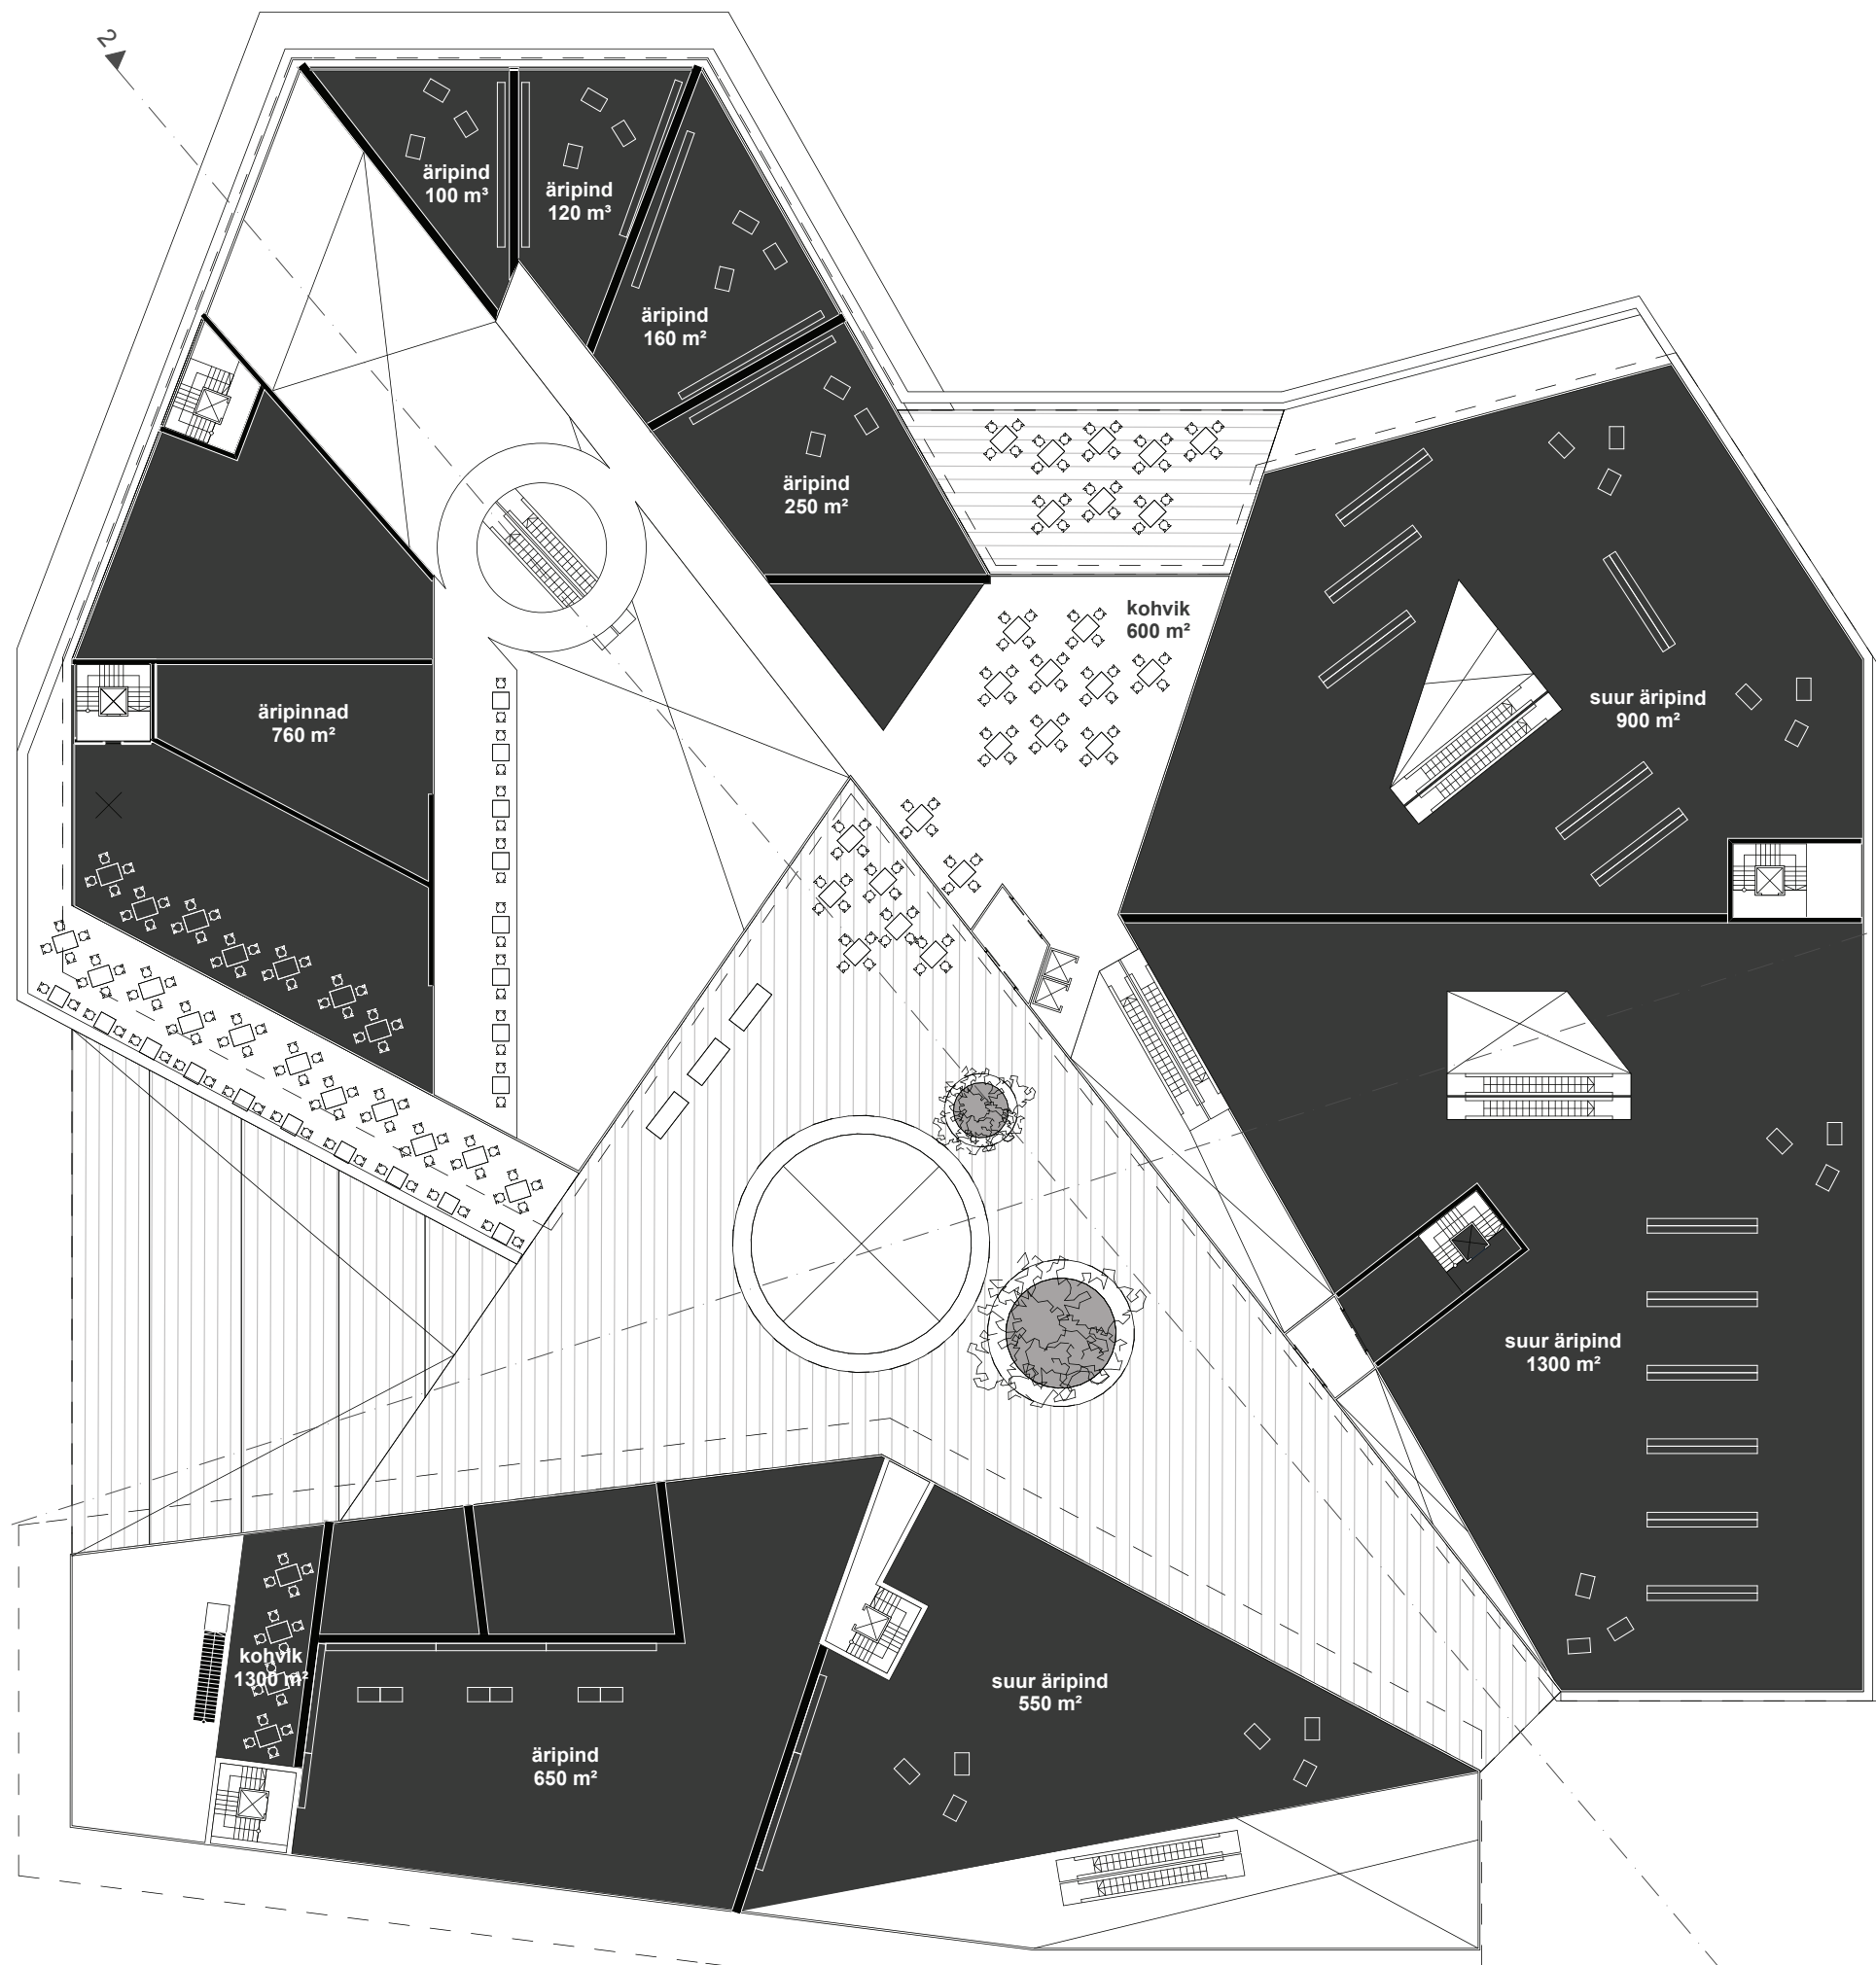 2
äripind
100 m³
äripind
120 m³
äripind
160 m²
äripind
250 m²
kohvik
600 m²
suur äripind
900 m²
äripinnad
760 m²
suur äripind
1300 m²
kohvik
1300 m²
suur äripind
550 m²
äripind
650 m²